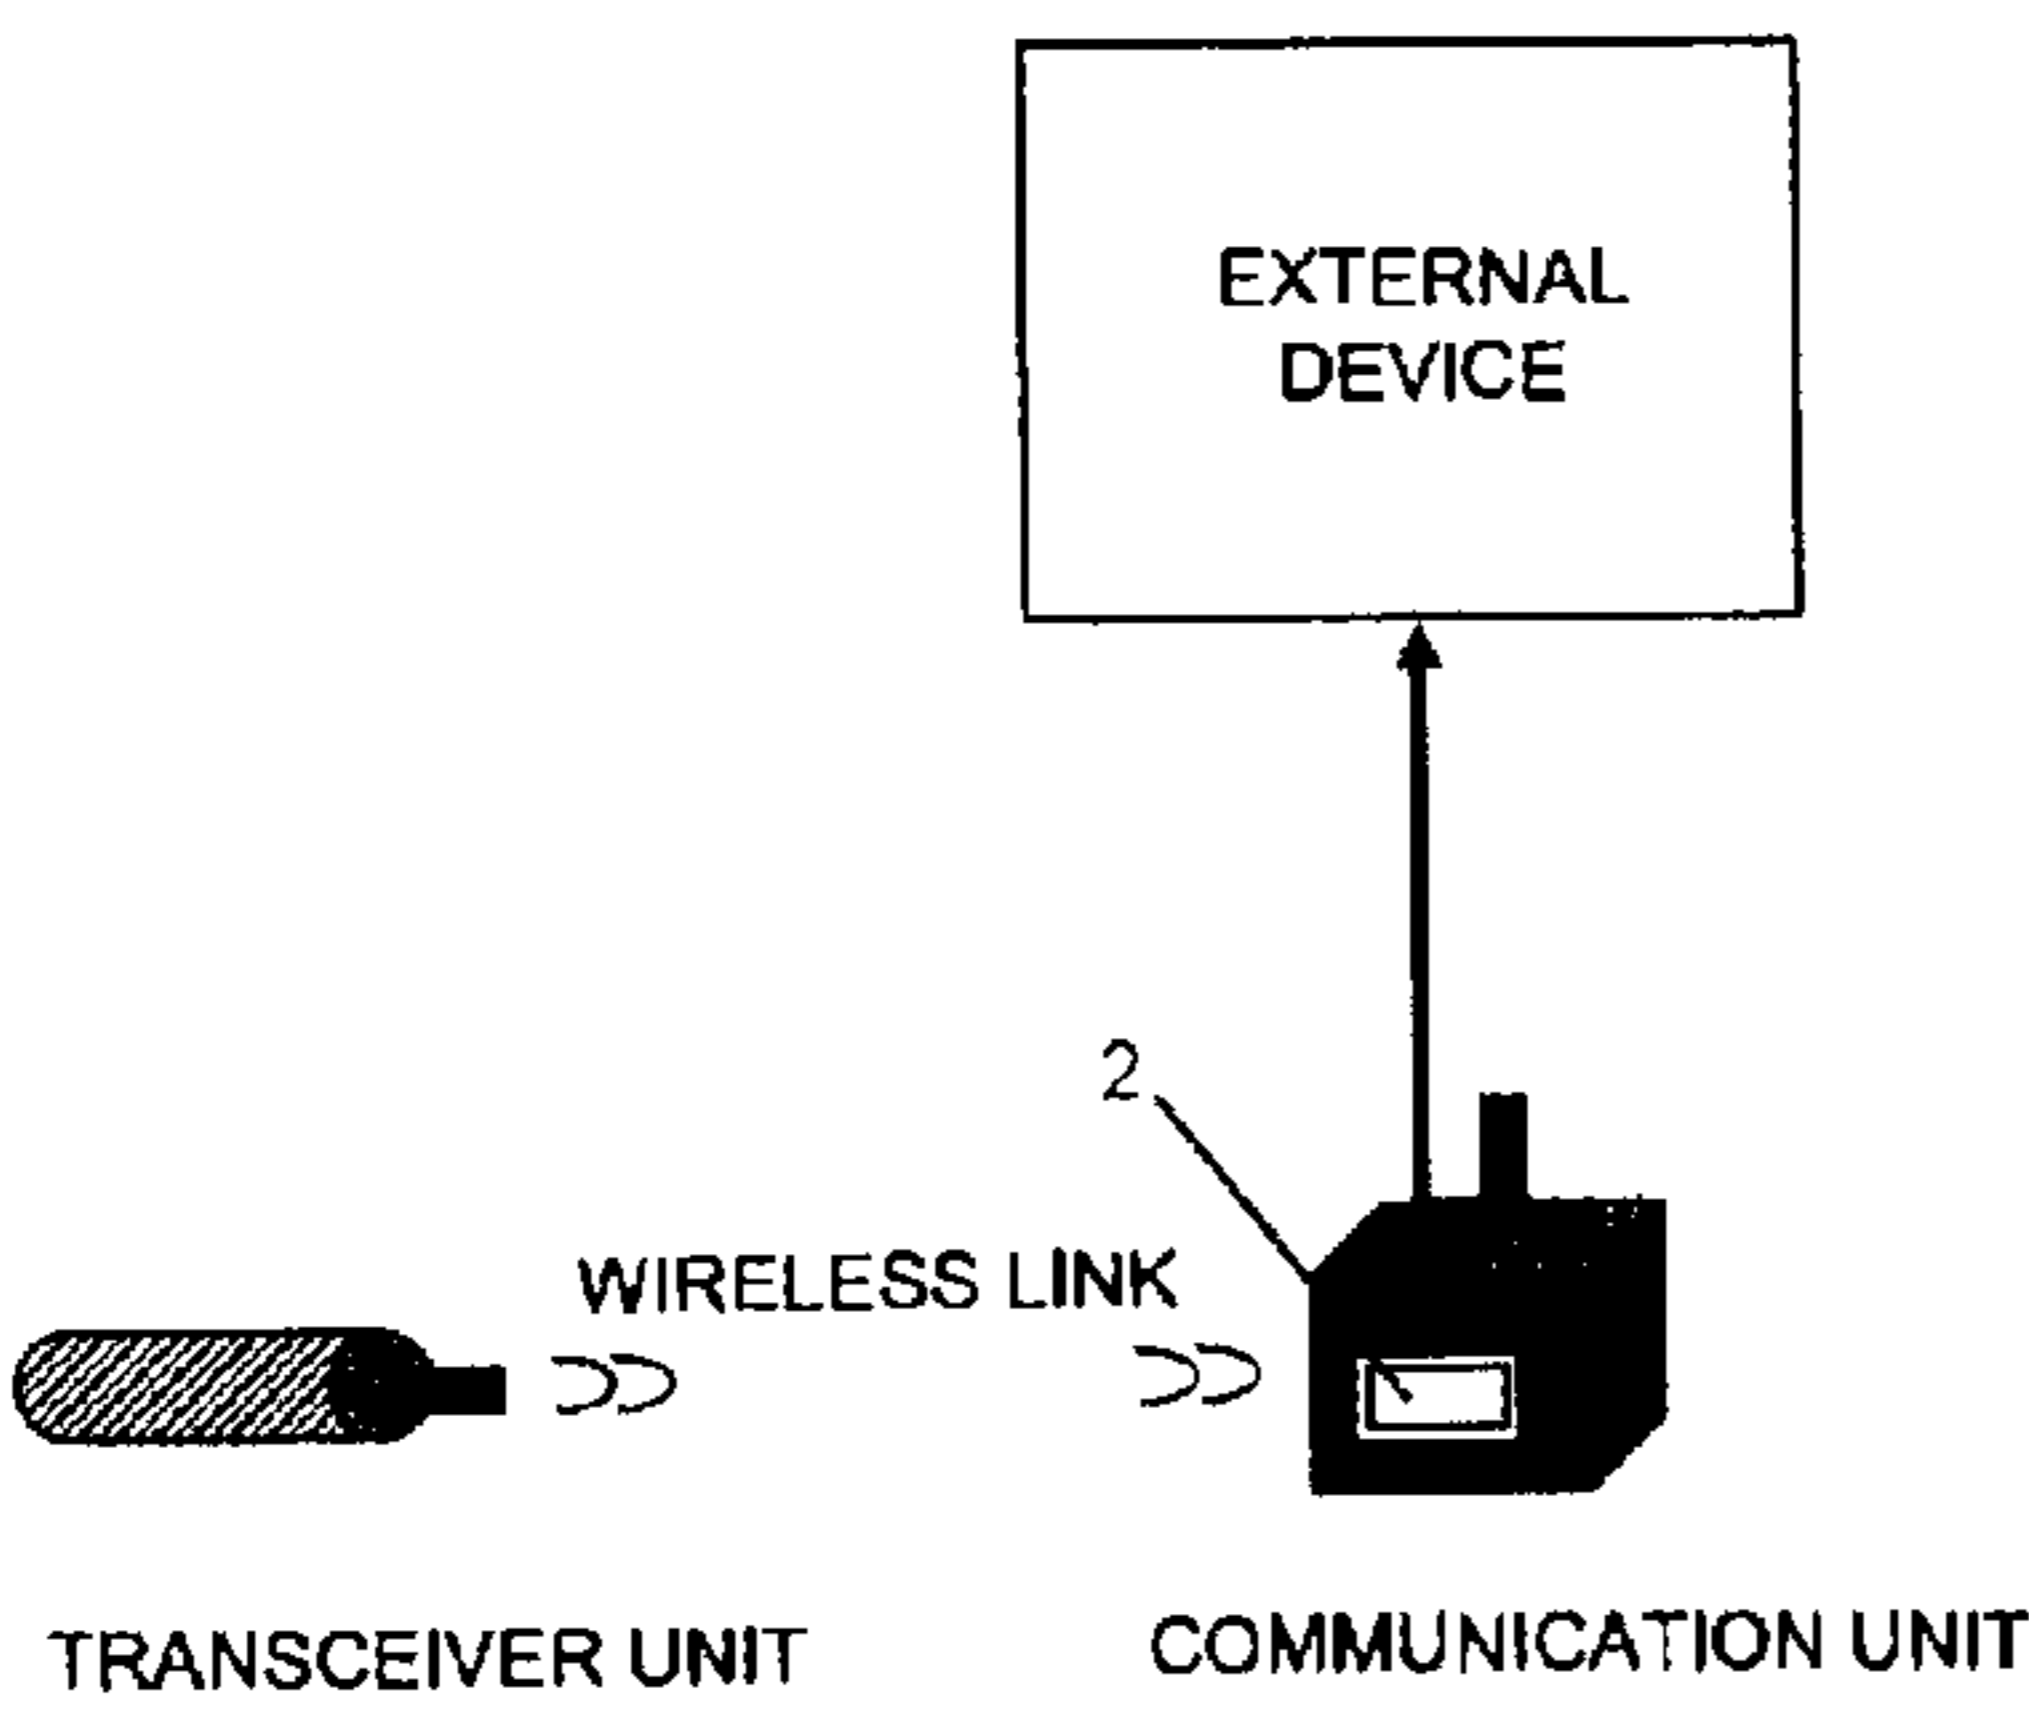 EXTERNAL
DEVICE
2
WIRELESS LINK
TRANSCEIVER UNIT
COMMUNICATION UNIT